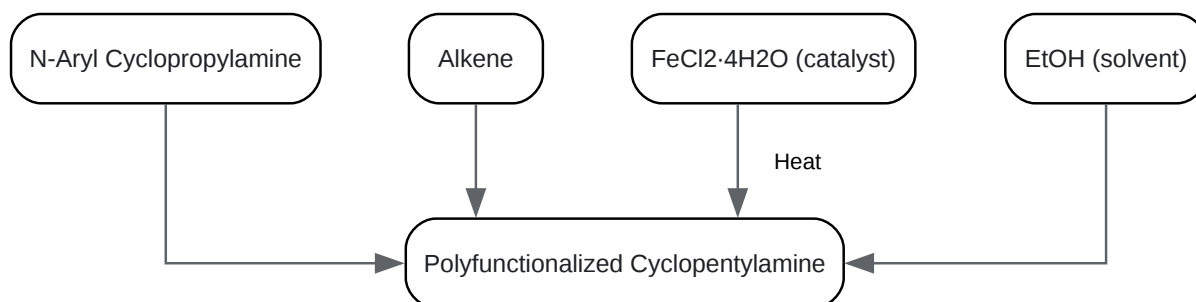 N-Aryl Cyclopropylamine
Alkene
FeCl2·4H2O (catalyst)
EtOH (solvent)
Heat
Polyfunctionalized Cyclopentylamine